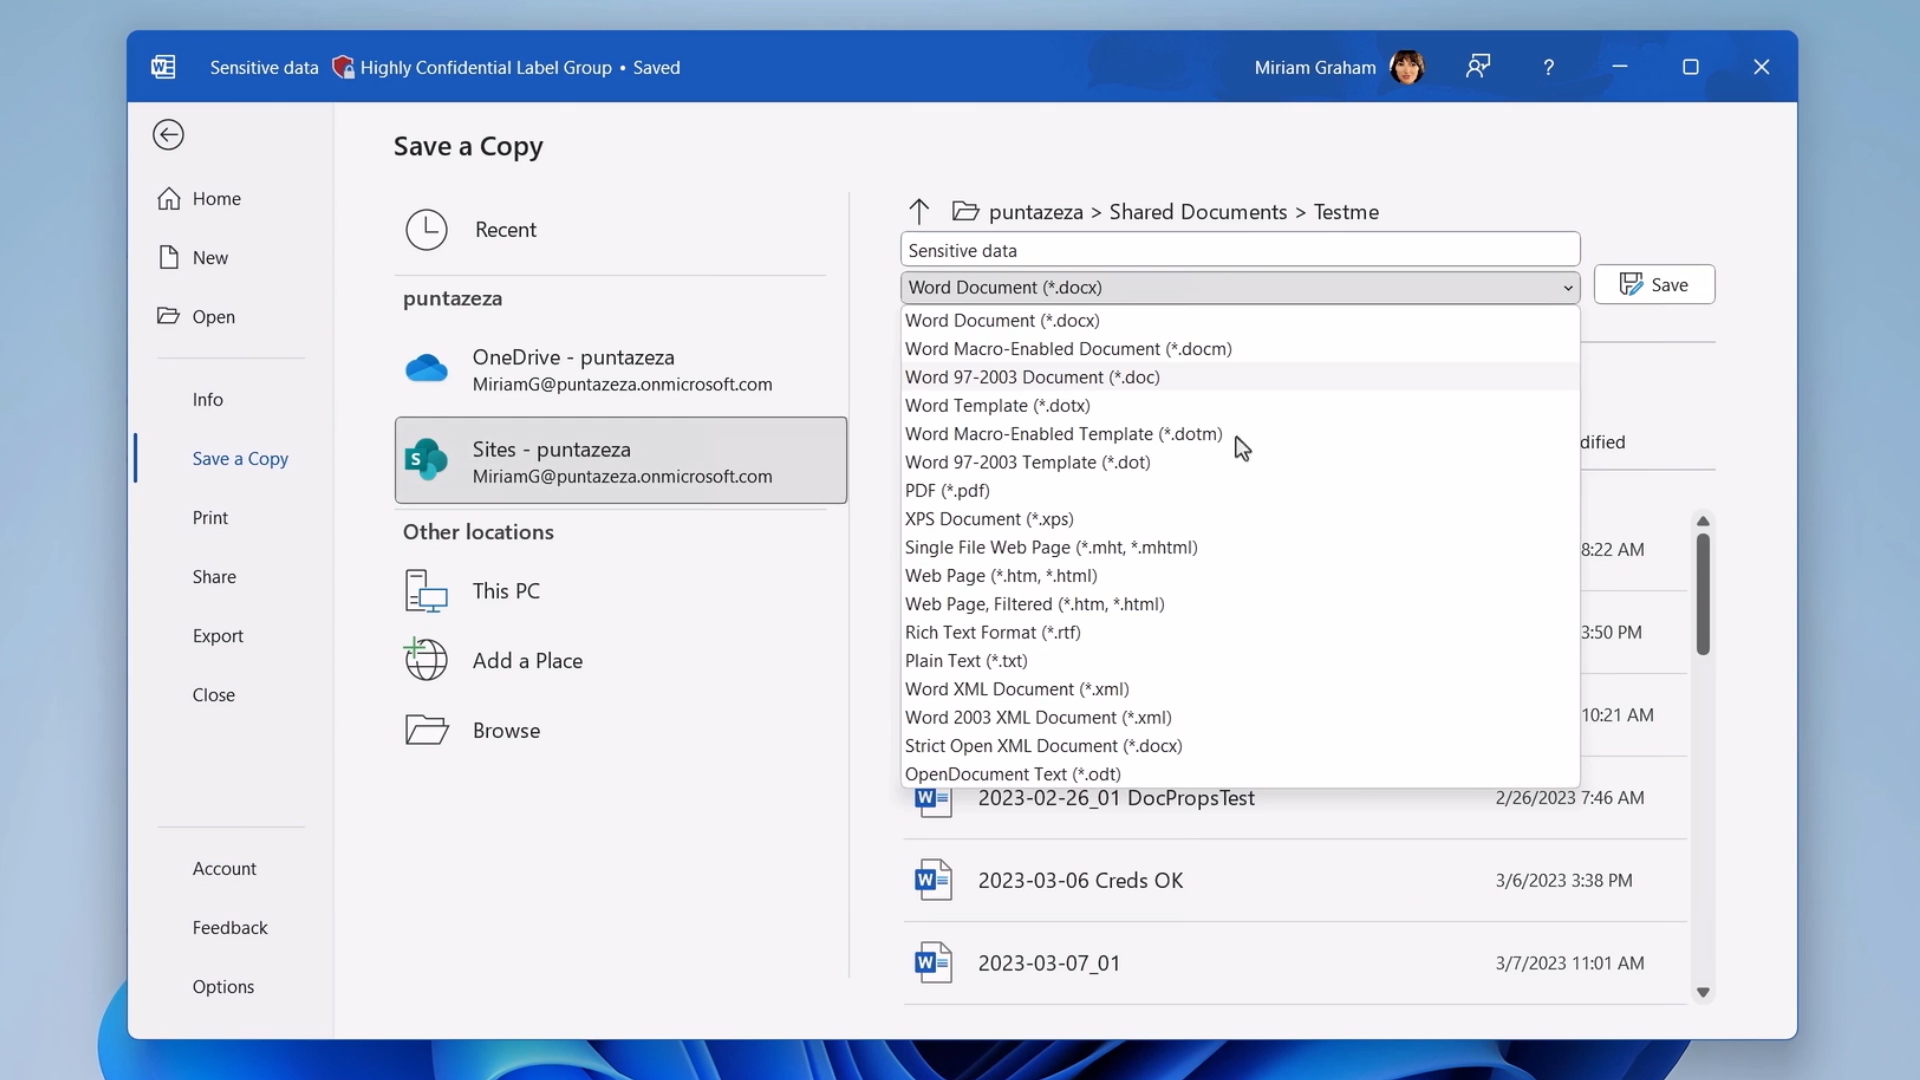 Sensitive data Highly Confidential Label Group • Saved
Miriam Graham
?
Home
New
Open
Info
Save a Copy
Print
Share
Export
Close
Account
Feedback
Options
Save a Copy
Recent
puntazeza
OneDrive - puntazeza
MiriamG@puntazeza.onmicrosoft.com
Sites - puntazeza
MiriamG@puntazeza.onmicrosoft.com
Other locations
This PC
Add a Place
Browse
puntazeza > Shared Documents > Testme
Sensitive data
Word Document (*.docx)
Save
Word Document (*.docx)
Word Macro-Enabled Document (*.docm)
Word 97-2003 Document (*.doc)
Word Template (*.dotx)
Word Macro-Enabled Template (*.dotm)
Word 97-2003 Template (*.dot)
PDF (*.pdf)
XPS Document (*.xps)
Single File Web Page (*.mht, *.mhtml)
Web Page (*.htm, *.html)
Web Page, Filtered (*.htm, *.html)
Rich Text Format (*.rtf)
Plain Text (*.txt)
Word XML Document (*.xml)
Word 2003 XML Document (*.xml)
Strict Open XML Document (*.docx)
OpenDocument Text (*.odt)
dified
8:22 AM
3:50 PM
10:21 AM
2023-02-26_01 DocPropsTest 2/26/2023 7:46 AM
2023-03-06 Creds OK 3/6/2023 3:38 PM
2023-03-07_01 3/7/2023 11:01 AM